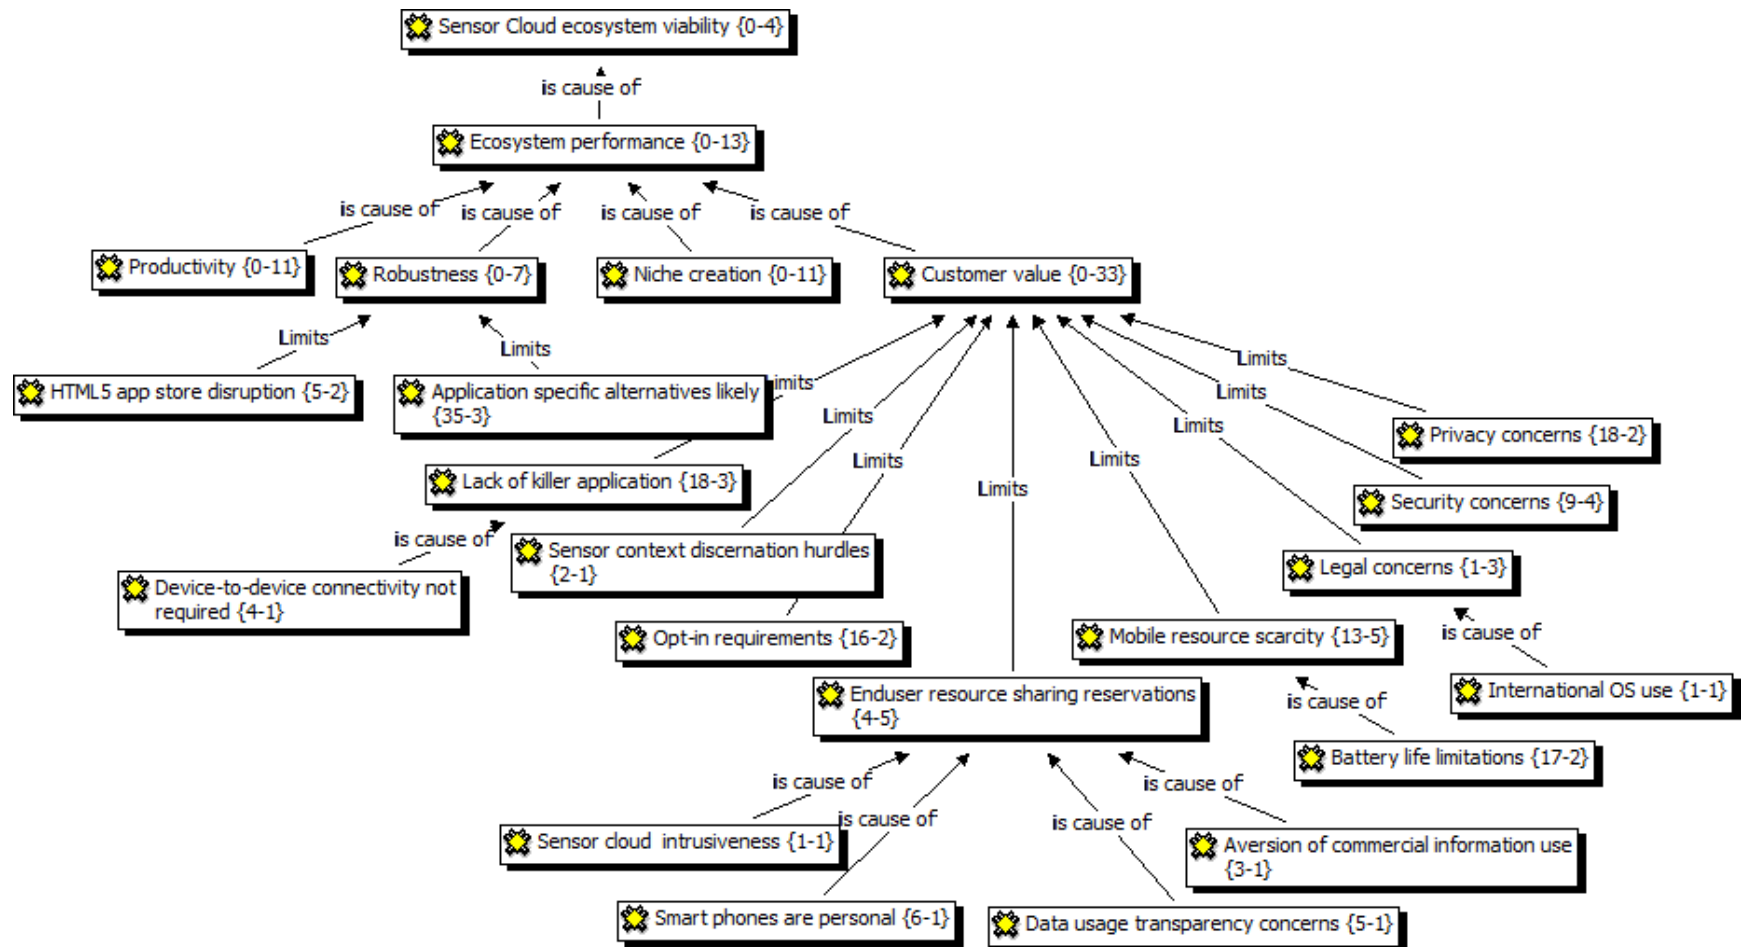 Sensor Cloud ecosystem viability {0-4}
is cause of
Ecosystem performance {0-13}
is cause of
is cause of
is cause of
is cause of
Productivity {0-11}
Robustness {0-7}
Niche creation {0-11}
Customer value {0-33}
Limits
Limits
Limits
Limits
Limits
Limits
Limits
Limits
Limits
Limits
HTML5 app store disruption {5-2}
Application specific alternatives likely
{35-3}
Privacy concerns {18-2}
Lack of killer application {18-3}
Security concerns {9-4}
is cause of
Sensor context discernation hurdles
{2-1}
Legal concerns {1-3}
Device-to-device connectivity not
required {4-1}
Opt-in requirements {16-2}
Mobile resource scarcity {13-5}
is cause of
Enduser resource sharing reservations
{4-5}
International OS use {1-1}
is cause of
Battery life limitations {17-2}
is cause of
is cause of
is cause of
is cause of
Sensor cloud intrusiveness {1-1}
Aversion of commercial information use
{3-1}
Smart phones are personal {6-1}
Data usage transparency concerns {5-1}